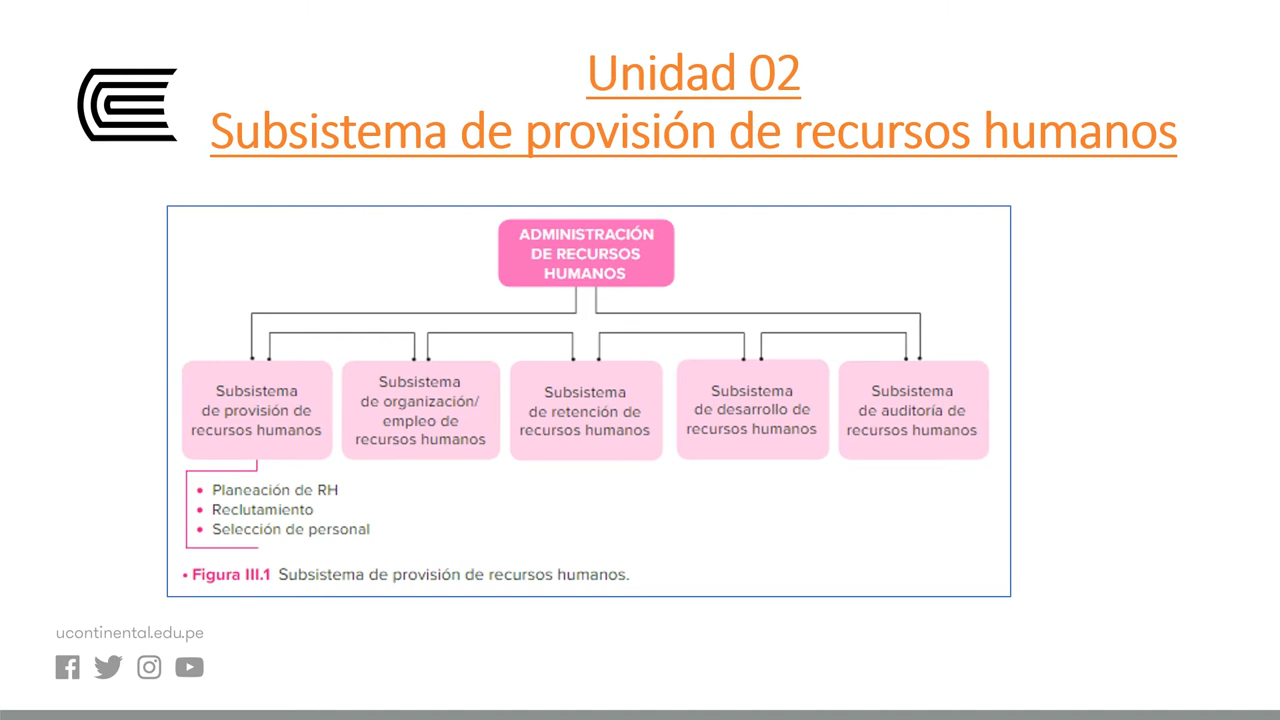 Unidad 02
Subsistema de provisión de recursos humanos
ADMINISTRACIÓN
DE RECURSOS
HUMANOS
Subsistema
de provisión de
recursos humanos
Subsistema
de organización/
empleo de
recursos humanos
Subsistema
de retención de
recursos humanos
Subsistema
de desarrollo de
recursos humanos
Subsistema
de auditoría de
recursos humanos
• Planeación de RH
• Reclutamiento
• Selección de personal
• Figura III.1 Subsistema de provisión de recursos humanos.
ucontinental.edu.pe